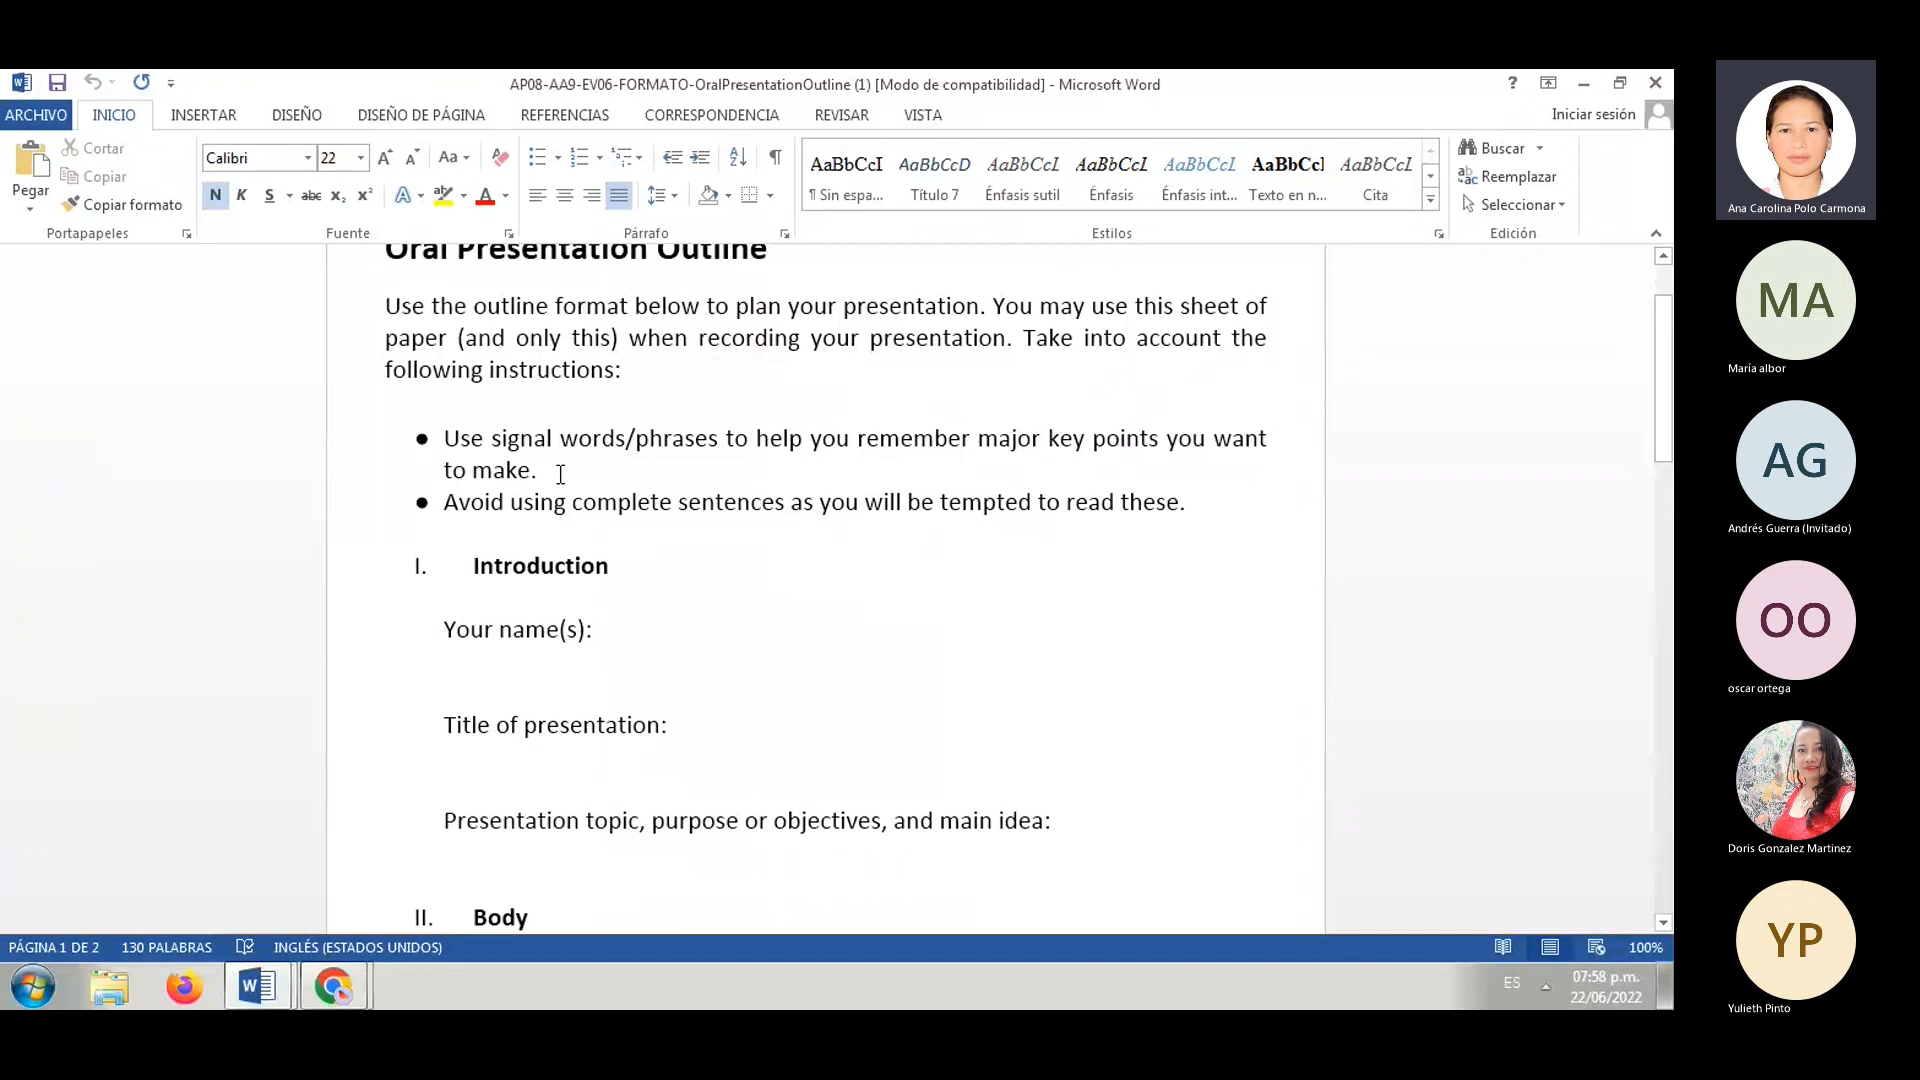 AP08-AA9-EV06-FORMATO-OralPresentationOutline (1) [Modo de compatibilidad] - Microsoft Word
?
ARCHIVO INICIO INSERTAR DISEÑO DISEÑO DE PÁGINA REFERENCIAS CORRESPONDENCIA REVISAR VISTA Iniciar sesión
Pegar
Cortar
Copiar
Copiar formato
Portapapeles
Calibri 22 Aa
N K S abc x₂ x² A ab A
Fuente
Párrafo
AaBbCcI AaBbCcD AaBbCcI AaBbCcI AaBbCcI AaBbCcI AaBbCcI
¶ Sin espa... Título 7 Énfasis sutil Énfasis Énfasis int... Texto en n... Cita
Estilos
Buscar
Reemplazar
Seleccionar
Edición
Oral Presentation Outline
Use the outline format below to plan your presentation. You may use this sheet of
paper (and only this) when recording your presentation. Take into account the
following instructions:
● Use signal words/phrases to help you remember major key points you want
to make.
● Avoid using complete sentences as you will be tempted to read these.
I. Introduction
Your name(s):
Title of presentation:
Presentation topic, purpose or objectives, and main idea:
II. Body
PÁGINA 1 DE 2 130 PALABRAS INGLÉS (ESTADOS UNIDOS) 100%
ES
07:58 p.m.
22/06/2022
Ana Carolina Polo Carmona
MA
María albor
AG
Andrés Guerra (Invitado)
OO
oscar ortega
Doris Gonzalez Martinez
YP
Yulieth Pinto